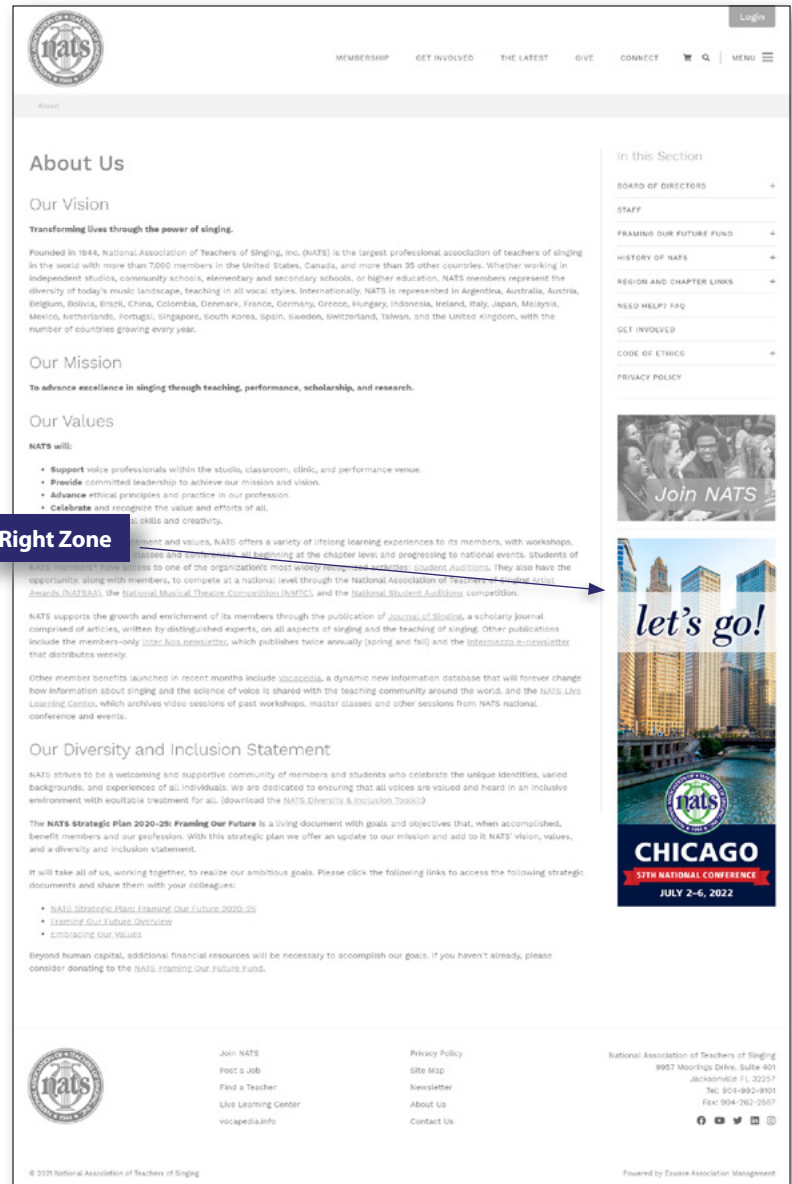 Login
nats
MEMBERSHIP GET INVOLVED THE LATEST GIVE CONNECT MENU
About
About Us
Our Vision
Transforming lives through the power of singing.
Founded in 1944, National Association of Teachers of Singing, Inc. (NATS) is the largest professional association of teachers of singing
in the world with more than 7,000 members in the United States, Canada, and more than 35 other countries. Whether working in
independent studios, community schools, elementary and secondary schools, or higher education, NATS members represent the
diversity of today's music landscape, teaching in all vocal styles. Internationally, NATS is represented in Argentina, Australia, Austria,
Belgium, Bolivia, Brazil, China, Colombia, Denmark, France, Germany, Greece, Hungary, Indonesia, Ireland, Italy, Japan, Malaysia,
Mexico, Netherlands, Portugal, Singapore, South Korea, Spain, Sweden, Switzerland, Taiwan, and the United Kingdom, with the
number of countries growing every year.
Our Mission
To advance excellence in singing through teaching, performance, scholarship, and research.
Our Values
NATS will:
• Support voice professionals within the studio, classroom, clinic, and performance venue.
• Provide committed leadership to achieve our mission and vision.
• Advance ethical principles and practice in our profession.
• Celebrate and recognize the value and efforts of all.
skills and creativity.
Right Zone
and values, NATS offers a variety of lifelong learning experiences to its members, with workshops,
classes and conferences, all beginning at the chapter level and progressing to national events. Students of
NATS members* have access to one of the organization's most widely recognized activities: Student Auditions. They also have the
opportunity, along with members, to compete at a national level through the National Association of Teachers of Singing Artist
Awards (NATSAA), the National Musical Theatre Competition (NMTC), and the National Student Auditions competition.
NATS supports the growth and enrichment of its members through the publication of Journal of Singing, a scholarly journal
comprised of articles, written by distinguished experts, on all aspects of singing and the teaching of singing. Other publications
include the members-only Inter Nos newsletter, which publishes twice annually (spring and fall) and the Intermezzo e-newsletter
that distributes weekly.
Other member benefits launched in recent months include Vocapedia, a dynamic new information database that will forever change
how information about singing and the science of voice is shared with the teaching community around the world, and the NATS Live
Learning Center, which archives video sessions of past workshops, master classes and other sessions from NATS national
conference and events.
Our Diversity and Inclusion Statement
NATS strives to be a welcoming and supportive community of members and students who celebrate the unique identities, varied
backgrounds, and experiences of all individuals. We are dedicated to ensuring that all voices are valued and heard in an inclusive
environment with equitable treatment for all. (download the NATS Diversity & Inclusion Toolkit)
The NATS Strategic Plan 2020-25: Framing Our Future is a living document with goals and objectives that, when accomplished,
benefit members and our profession. With this strategic plan we offer an update to our mission and add to it NATS' vision, values,
and a diversity and inclusion statement.
It will take all of us, working together, to realize our ambitious goals. Please click the following links to access the following strategic
documents and share them with your colleagues:
• NATS Strategic Plan: Framing Our Future 2020-25
• Framing Our Future Overview
• Embracing Our Values
Beyond human capital, additional financial resources will be necessary to accomplish our goals. If you haven't already, please
consider donating to the NATS Framing Our Future Fund.
In this Section
BOARD OF DIRECTORS +
STAFF
FRAMING OUR FUTURE FUND +
HISTORY OF NATS +
REGION AND CHAPTER LINKS +
NEED HELP? FAQ
GET INVOLVED
CODE OF ETHICS +
PRIVACY POLICY
Join NATS
let's go!
nats
CHICAGO
57TH NATIONAL CONFERENCE
JULY 2–6, 2022
nats
Join NATS
Post a Job
Find a Teacher
Live Learning Center
vocapedia.info
Privacy Policy
Site Map
Newsletter
About Us
Contact Us
National Association of Teachers of Singing
9957 Moorings Drive, Suite 401
Jacksonville FL 32257
Tel: 904-992-9101
Fax: 904-262-2587
© 2021 National Association of Teachers of Singing
Powered by Exware Association Management